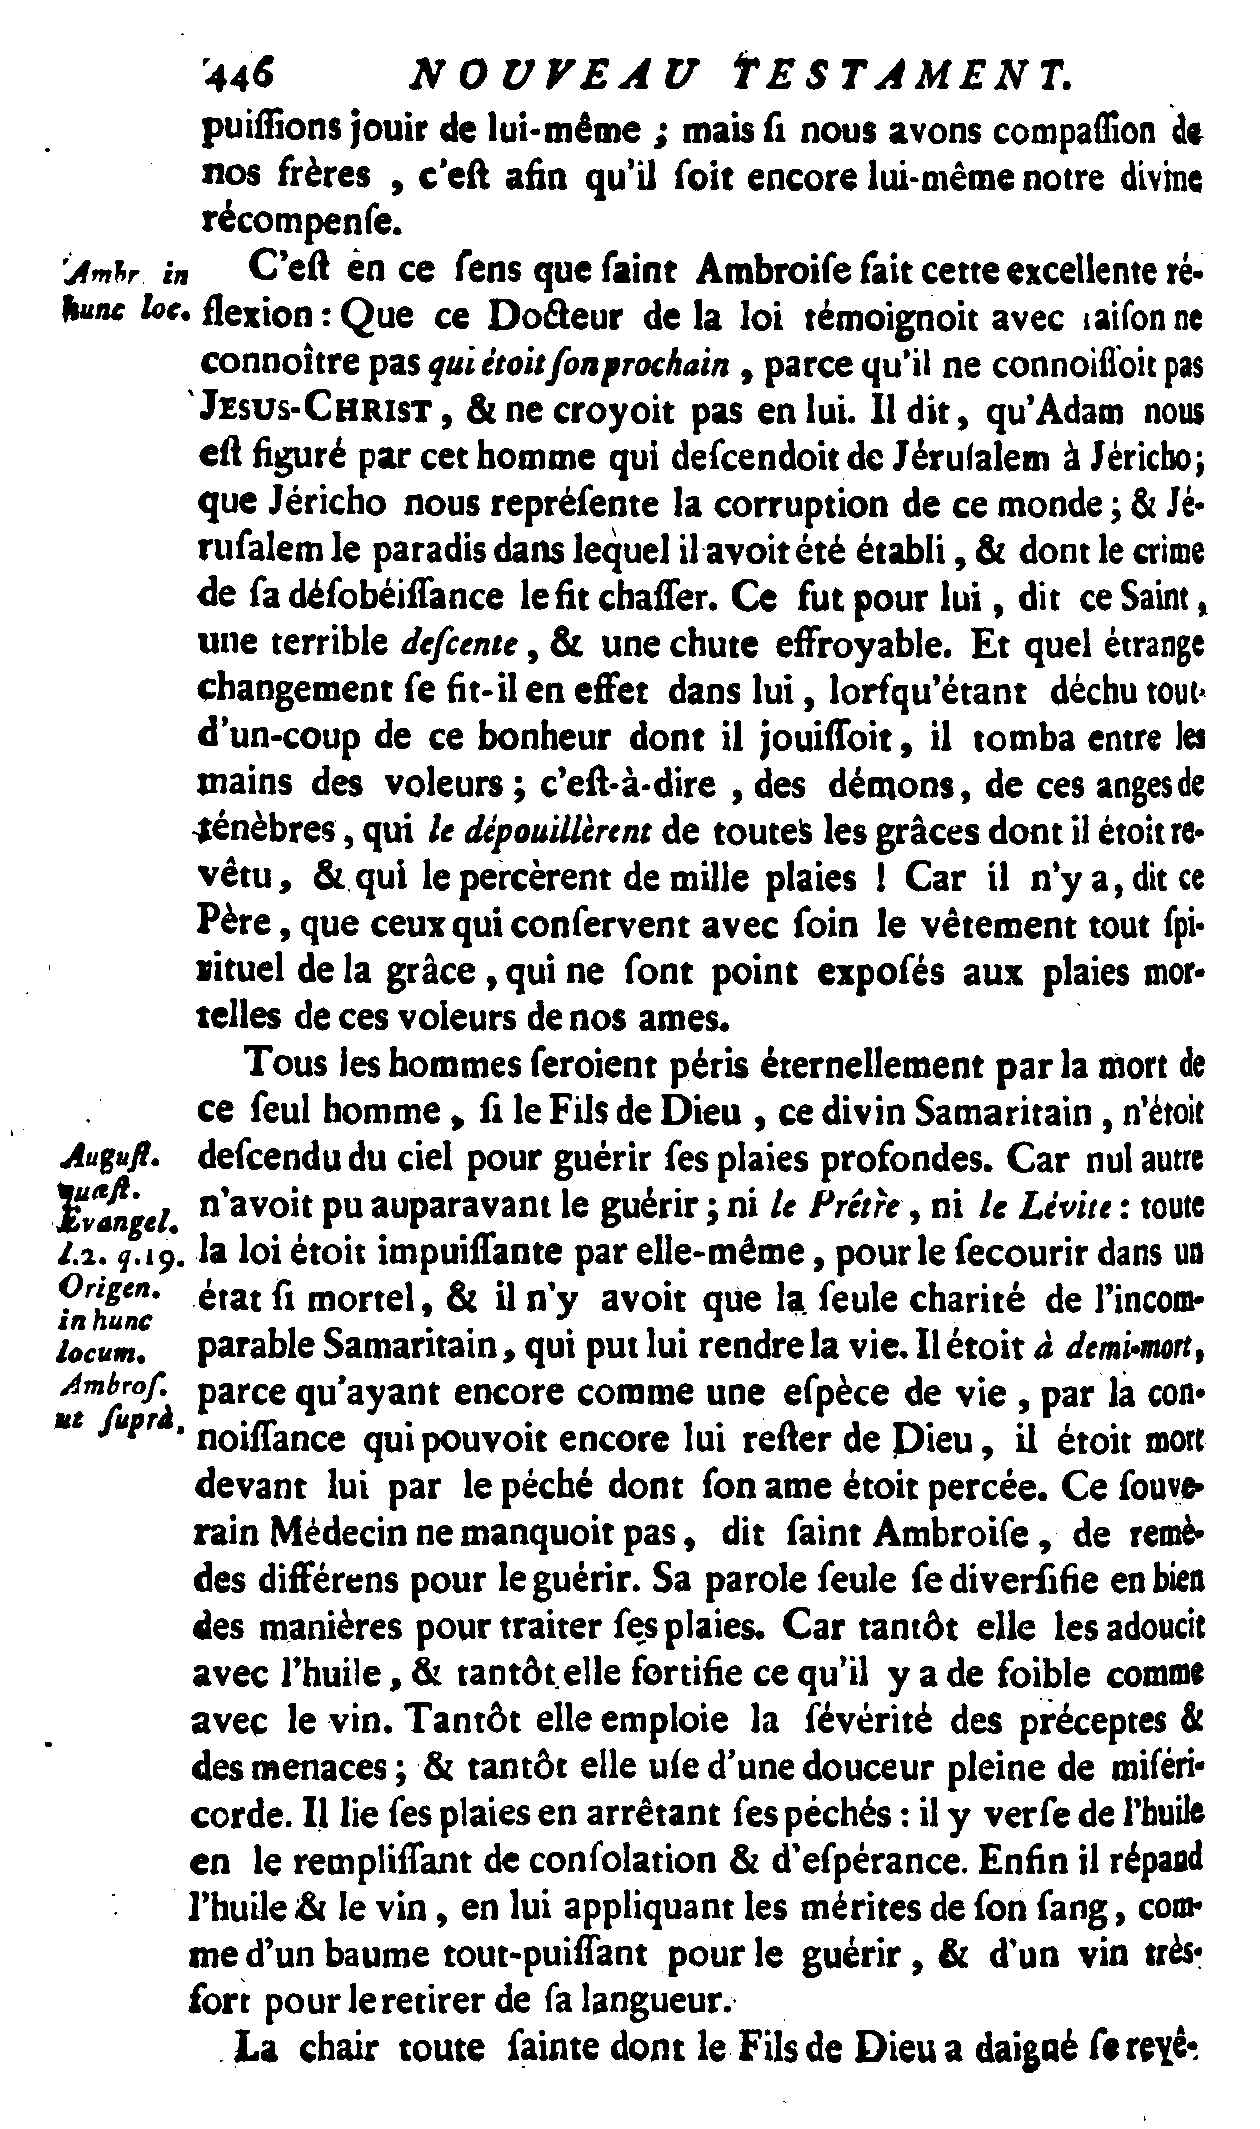 446 NOUVEAU TESTAMENT.
puiſſions jouir de lui-même ; mais ſi nous avons compaſſion de
nos frères , c'eſt afin qu'il ſoit encore lui-même notre divine
récompenſe.
C'eſt en ce ſens que ſaint Ambroiſe fait cette excellente ré-
flexion : Que ce Docteur de la loi témoignoit avec raiſon ne
connoître pas qui étoit ſon prochain , parce qu'il ne connoiſſoit pas
JESUS-CHRIST , & ne croyoit pas en lui. Il dit , qu'Adam nous
eſt figuré par cet homme qui deſcendoit de Jéruſalem à Jéricho ;
que Jéricho nous repréſente la corruption de ce monde ; & Jé-
ruſalem le paradis dans lequel il avoit été établi , & dont le crime
de ſa déſobéiſſance le fit chaſſer. Ce fut pour lui , dit ce Saint ,
une terrible deſcente , & une chute effroyable. Et quel étrange
changement ſe fit-il en effet dans lui , lorſqu'étant déchu tout-
d'un-coup de ce bonheur dont il jouiſſoit , il tomba entre les
mains des voleurs ; c'eſt-à-dire , des démons , de ces anges de
ténèbres , qui le dépouillèrent de toutes les grâces dont il étoit re-
vêtu , & qui le percèrent de mille plaies ! Car il n'y a , dit ce
Père , que ceux qui conſervent avec ſoin le vêtement tout ſpi-
rituel de la grâce , qui ne ſont point expoſés aux plaies mor-
telles de ces voleurs de nos ames.
Tous les hommes ſeroient péris éternellement par la mort de
ce ſeul homme , ſi le Fils de Dieu , ce divin Samaritain , n'étoit
deſcendu du ciel pour guérir ſes plaies profondes. Car nul autre
n'avoit pu auparavant le guérir ; ni le Prêtre , ni le Lévite : toute
la loi étoit impuiſſante par elle-même , pour le ſecourir dans un
état ſi mortel , & il n'y avoit que la ſeule charité de l'incom-
parable Samaritain , qui put lui rendre la vie. Il étoit à demi-mort ,
parce qu'ayant encore comme une eſpèce de vie , par la con-
noiſſance qui pouvoit encore lui reſter de Dieu , il étoit mort
devant lui par le péché dont ſon ame étoit percée. Ce ſouve-
rain Médecin ne manquoit pas , dit ſaint Ambroiſe , de remè-
des différens pour le guérir. Sa parole ſeule ſe diverſifie en bien
des manières pour traiter ſes plaies. Car tantôt elle les adoucit
avec l'huile , & tantôt elle fortifie ce qu'il y a de foible comme
avec le vin. Tantôt elle emploie la ſévérité des préceptes &
des menaces ; & tantôt elle uſe d'une douceur pleine de miſéri-
corde. Il lie ſes plaies en arrêtant ſes péchés : il y verſe de l'huile
en le rempliſſant de conſolation & d'eſpérance. Enfin il répand
l'huile & le vin , en lui appliquant les mérites de ſon ſang , com-
me d'un baume tout-puiſſant pour le guérir , & d'un vin très-
fort pour le retirer de ſa langueur.
La chair toute ſainte dont le Fils de Dieu a daigné ſe revê-
Ambr. in
hunc loc.
Auguſt.
quæſt.
Evangel.
l. 2. q. 19.
Origen.
in hunc
locum.
Ambroſ.
ut ſuprà.